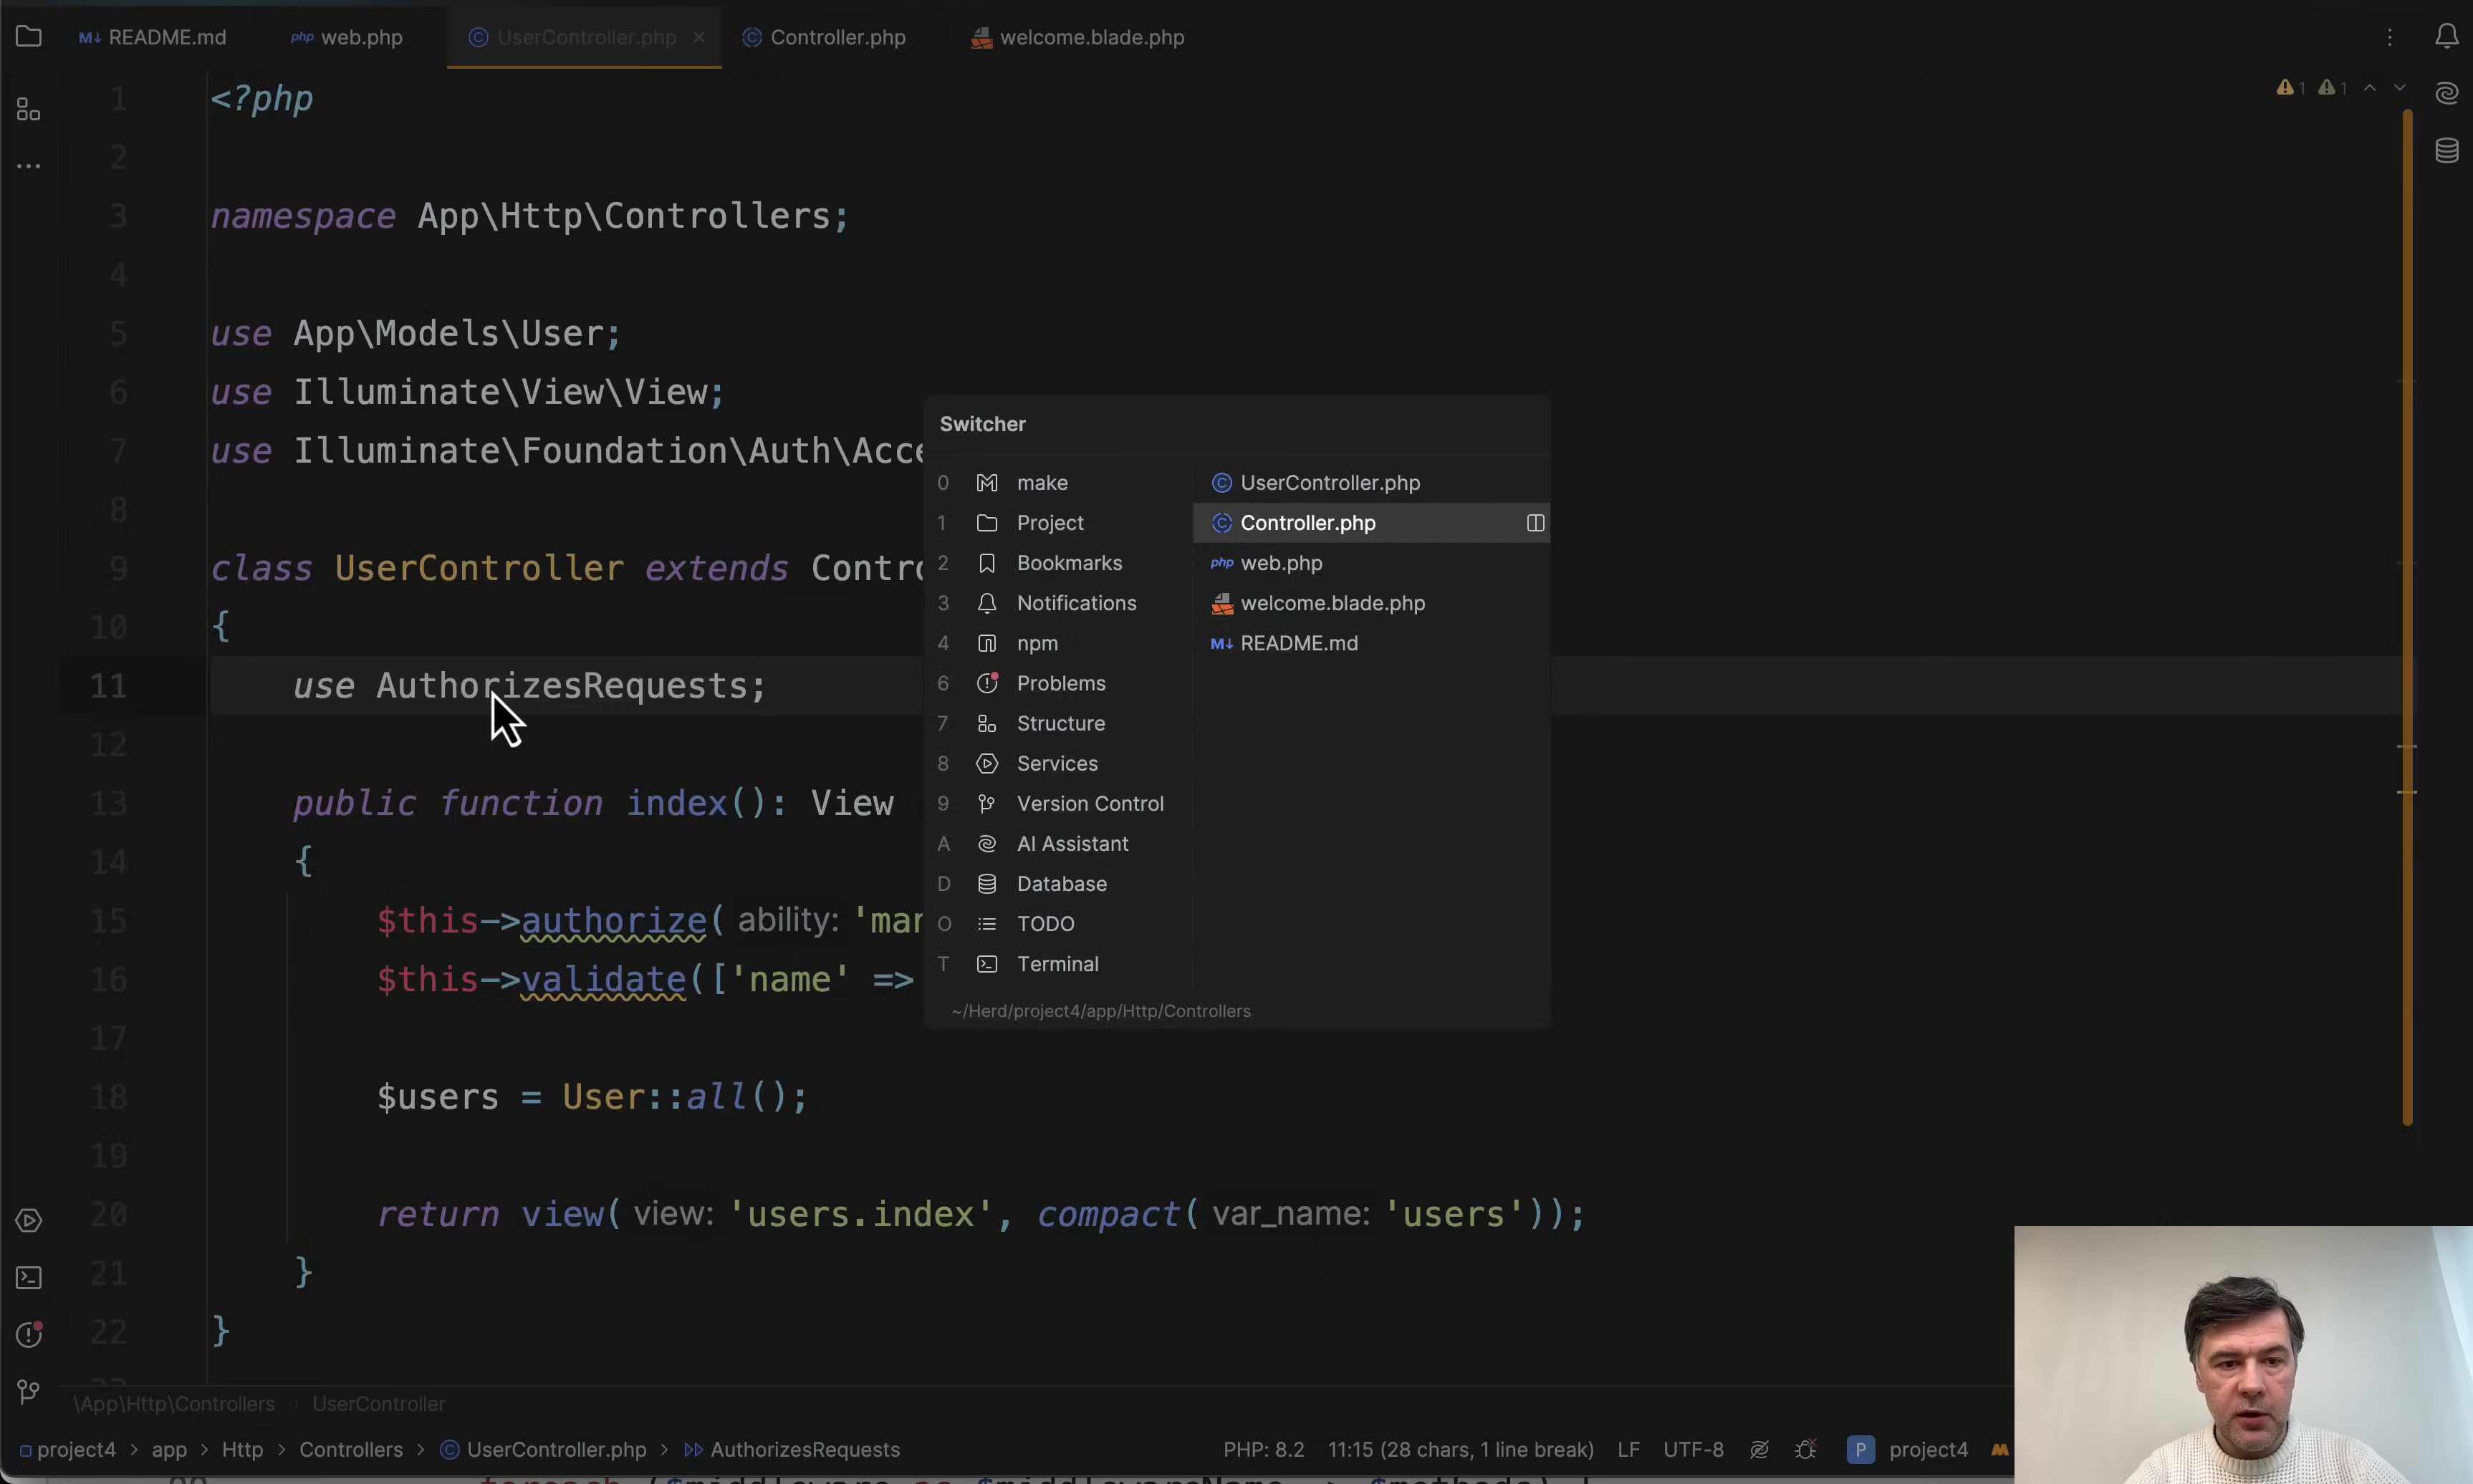 README.md
php web.php
UserController.php
Controller.php
welcome.blade.php
1 <?php
1 1
2
3 namespace App\Http\Controllers;
4
5 use App\Models\User;
6 use Illuminate\View\View;
7 use Illuminate\Foundation\Auth\Acce
8
9 class UserController extends Contro
10 {
11 use AuthorizesRequests;
12
13 public function index(): View
14 {
15 $this->authorize( ability: 'man
16 $this->validate(['name' =>
17
18 $users = User::all();
19
20 return view( view: 'users.index', compact( var_name: 'users'));
21 }
22 }
Switcher
0 make
1 Project
2 Bookmarks
3 Notifications
4 npm
6 Problems
7 Structure
8 Services
9 Version Control
A AI Assistant
D Database
O TODO
T Terminal
UserController.php
Controller.php
php web.php
welcome.blade.php
README.md
~/Herd/project4/app/Http/Controllers
\App\Http\Controllers › UserController
project4 › app › Http › Controllers › UserController.php › AuthorizesRequests
PHP: 8.2 11:15 (28 chars, 1 line break) LF UTF-8 P project4